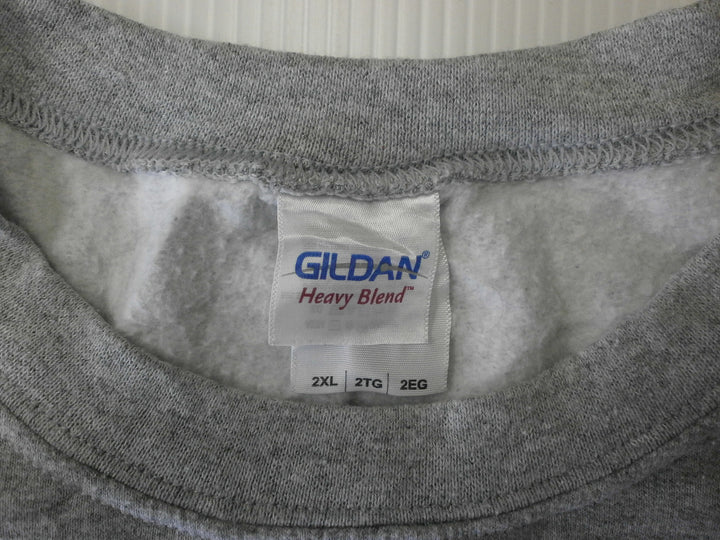 GILDAN®
Heavy Blend™
2XL | 2TG | 2EG